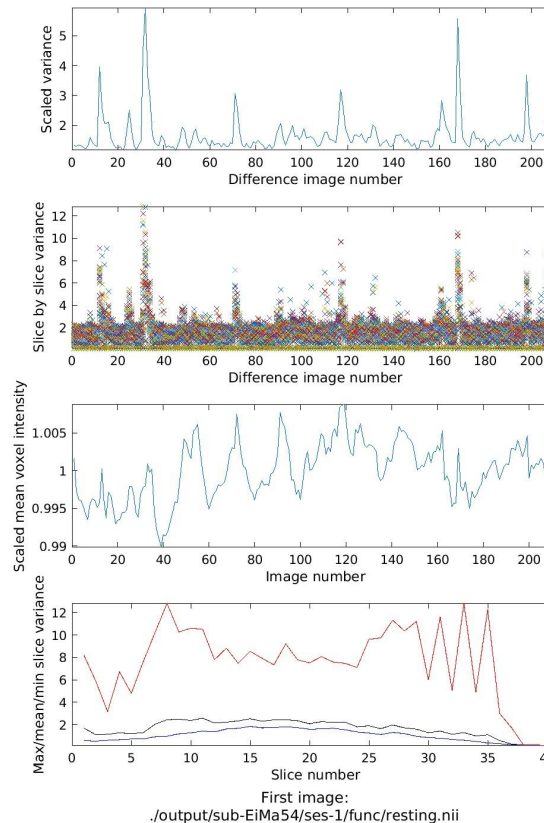 Scaled variance
5
4
3
2
0 20 40 60 80 100 120 140 160 180 200
Difference image number
Slice by slice variance
12
10
8
6
4
2
0 20 40 60 80 100 120 140 160 180 200
Difference image number
Scaled mean voxel intensity
1.005
1
0.995
0.99
0 20 40 60 80 100 120 140 160 180 200
Image number
Max/mean/min slice variance
12
10
8
6
4
2
0 5 10 15 20 25 30 35 40
Slice number
First image:
./output/sub-EiMa54/ses-1/func/resting.nii